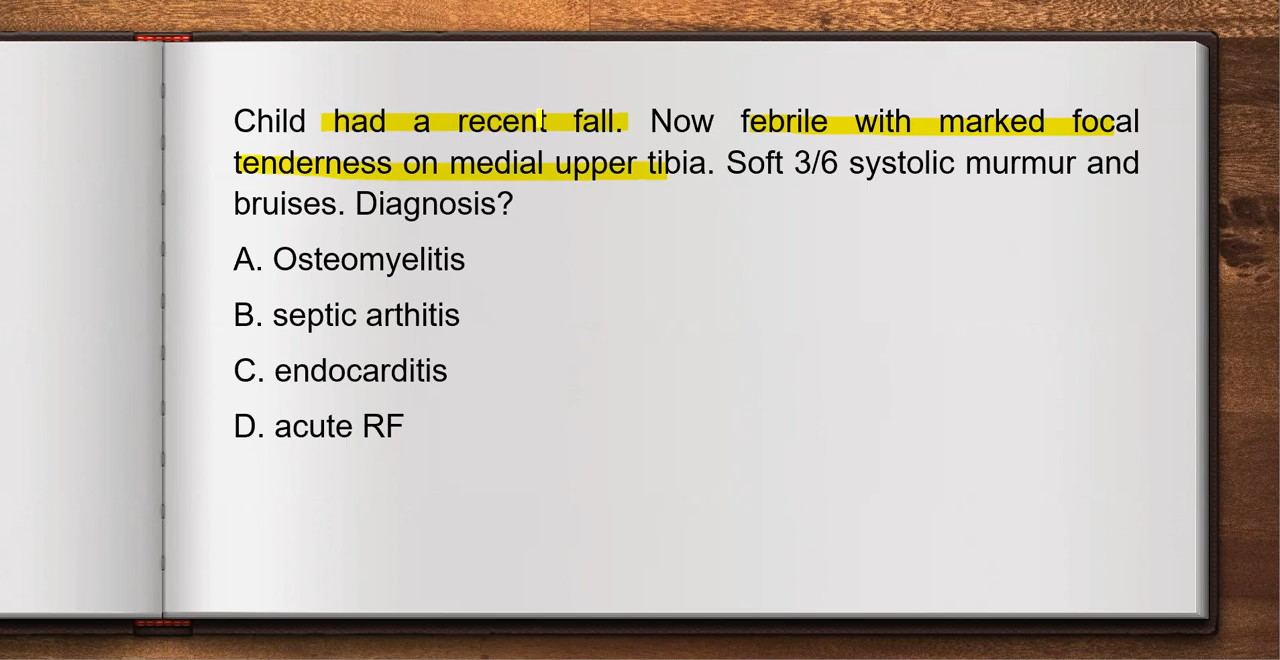 Child had a recent fall. Now febrile with marked focal
tenderness on medial upper tibia. Soft 3/6 systolic murmur and
bruises. Diagnosis?
A. Osteomyelitis
B. septic arthitis
C. endocarditis
D. acute RF